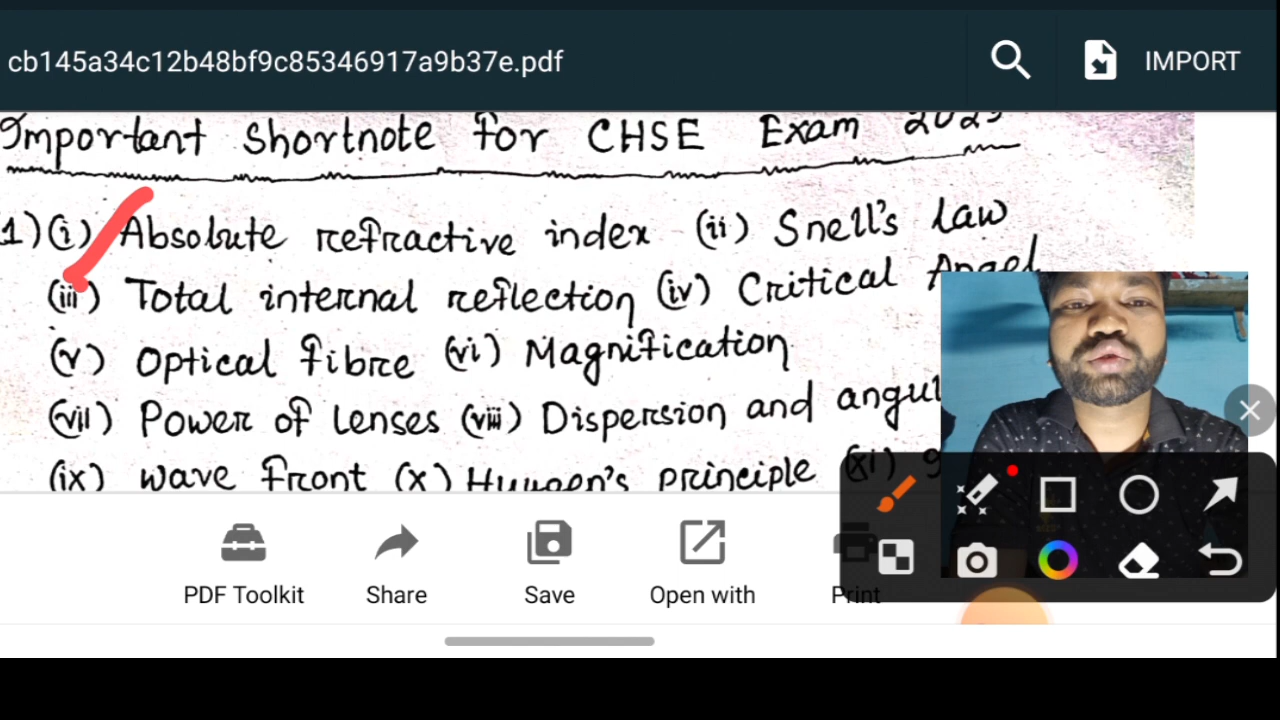 cb145a34c12b48bf9c85346917a9b37e.pdf
IMPORT
Important Shortnote for CHSE Exam
1) (i) Absolute refractive index (ii) Snell's law
(iii) Total internal reflection (iv) Critical Angel
(v) Optical fibre (vi) Magnification
(vii) Power of lenses (viii) Dispersion and
(ix) wave front (x) Huygen's principle (xi)
PDF Toolkit
Share
Save
Open with
Print